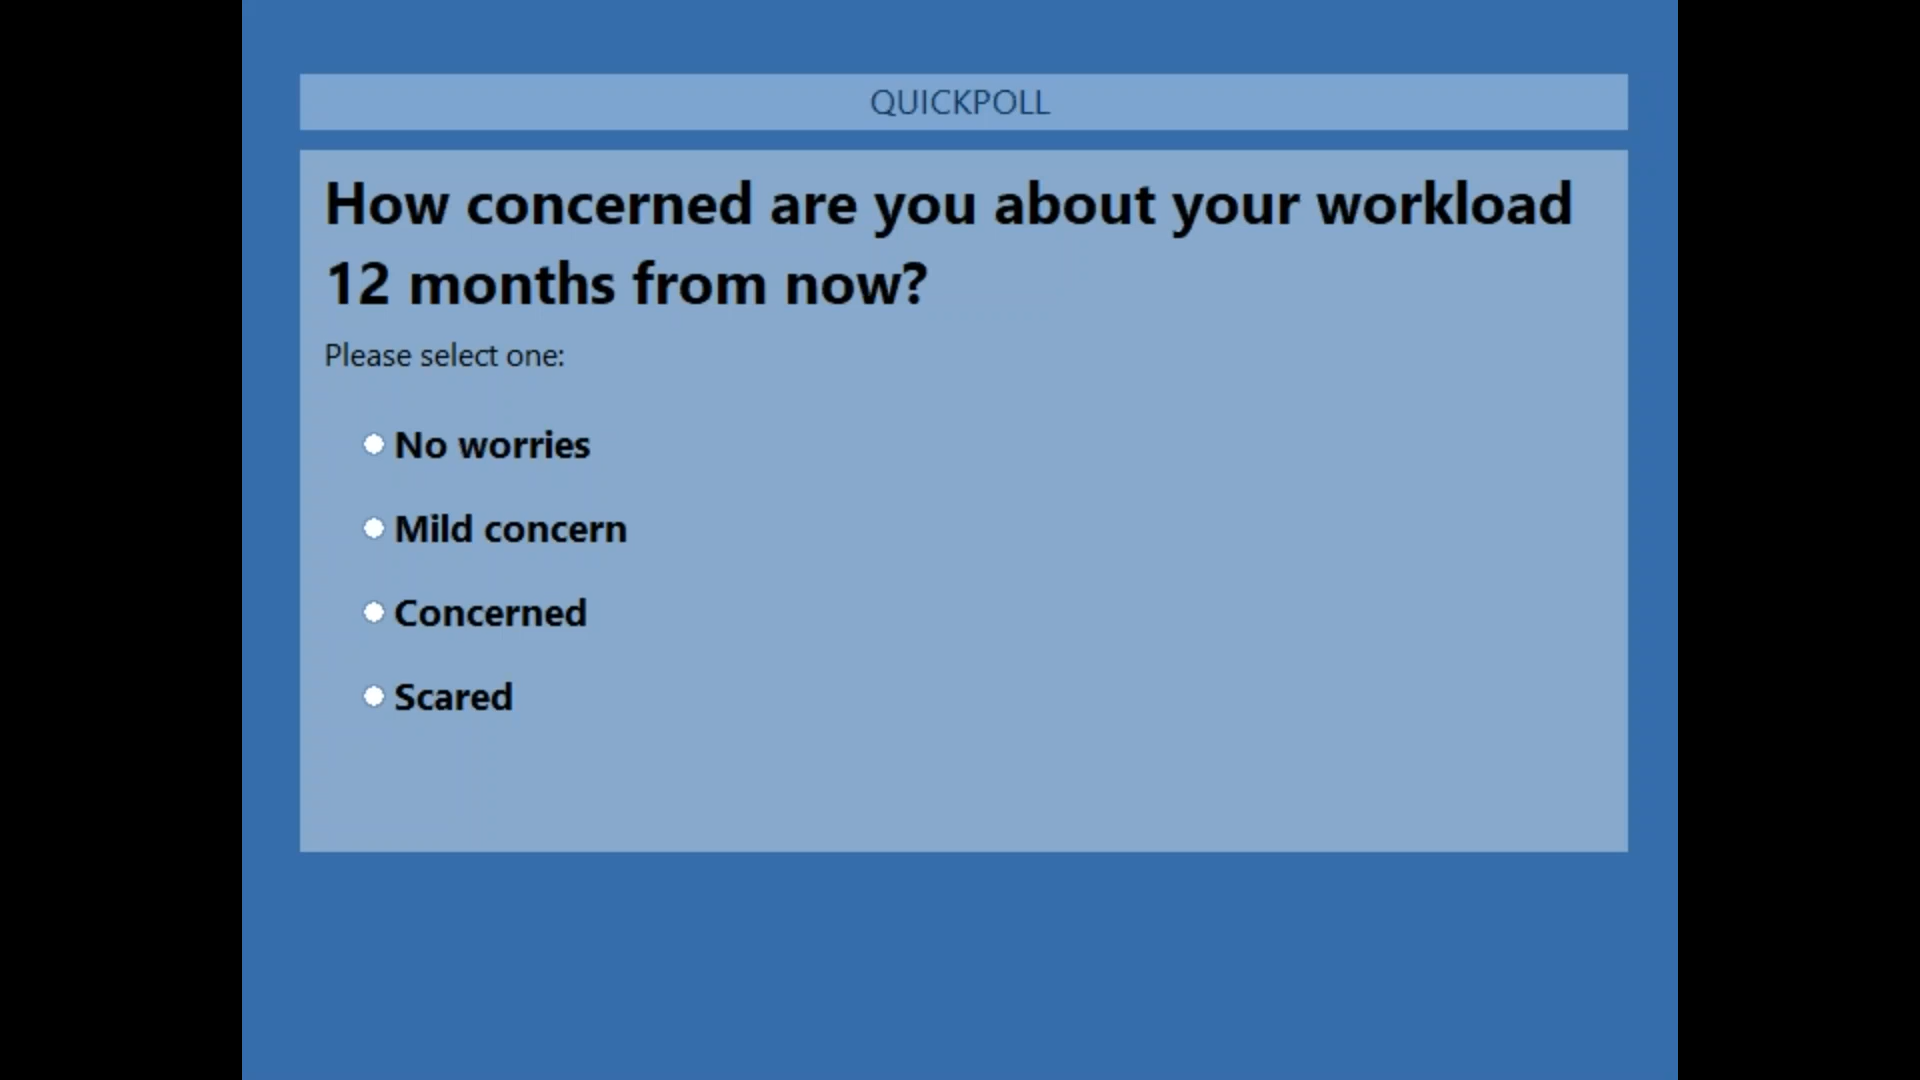 QUICKPOLL
How concerned are you about your workload
12 months from now?
Please select one:
No worries
Mild concern
Concerned
Scared